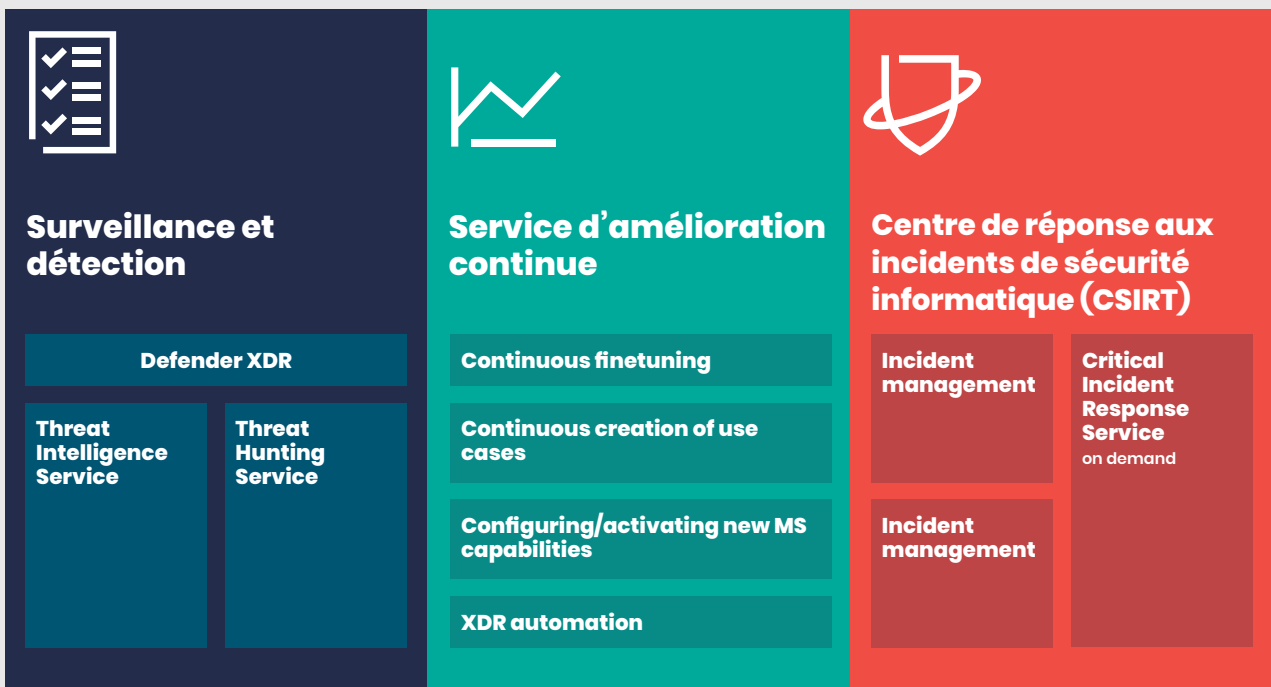 Surveillance et
détection
Defender XDR
Threat
Intelligence
Service
Threat
Hunting
Service
Service d’amélioration
continue
Continuous finetuning
Continuous creation of use
cases
Configuring/activating new MS
capabilities
XDR automation
Centre de réponse aux
incidents de sécurité
informatique (CSIRT)
Incident
management
Incident
management
Critical
Incident
Response
Service
on demand